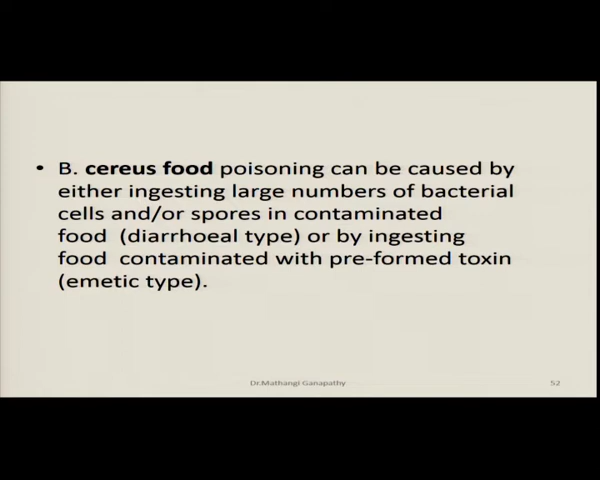 • B. cereus food poisoning can be caused by
either ingesting large numbers of bacterial
cells and/or spores in contaminated
food  (diarrhoeal type) or by ingesting
food  contaminated with pre-formed toxin
(emetic type).
Dr.Mathangi Ganapathy
52